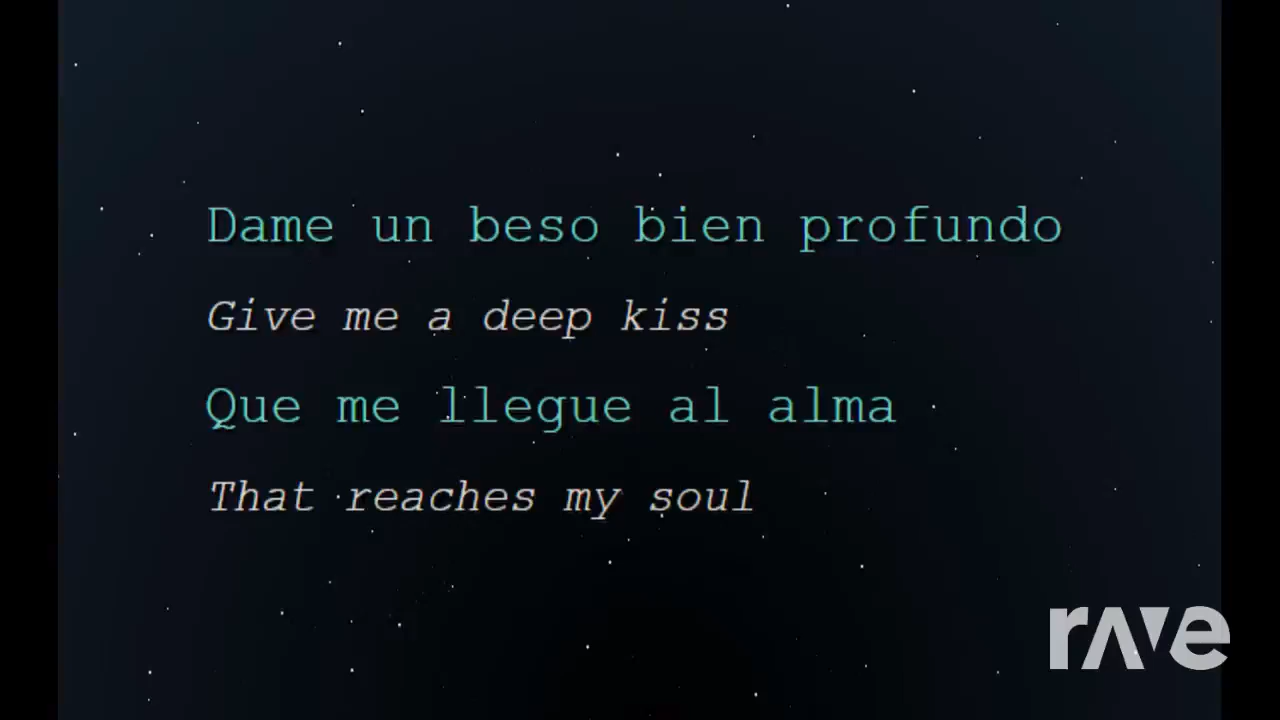 Dame un beso bien profundo
Give me a deep kiss
Que me llegue al alma
That reaches my soul
rave